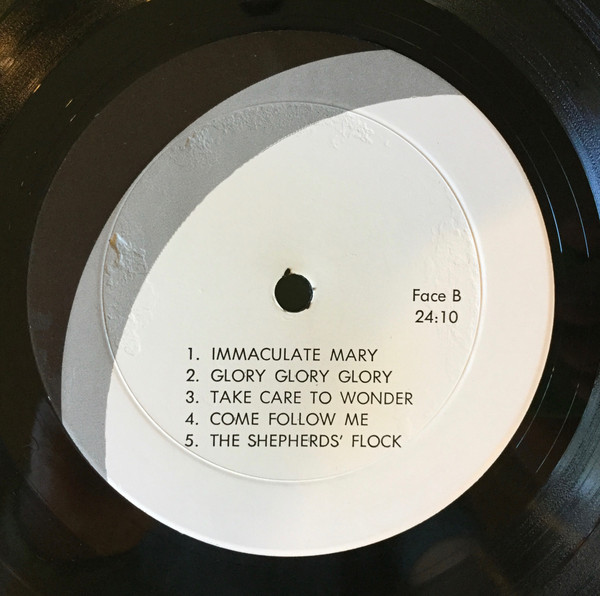 Face B
24:10
1. IMMACULATE MARY
2. GLORY GLORY GLORY
3. TAKE CARE TO WONDER
4. COME FOLLOW ME
5. THE SHEPHERDS' FLOCK